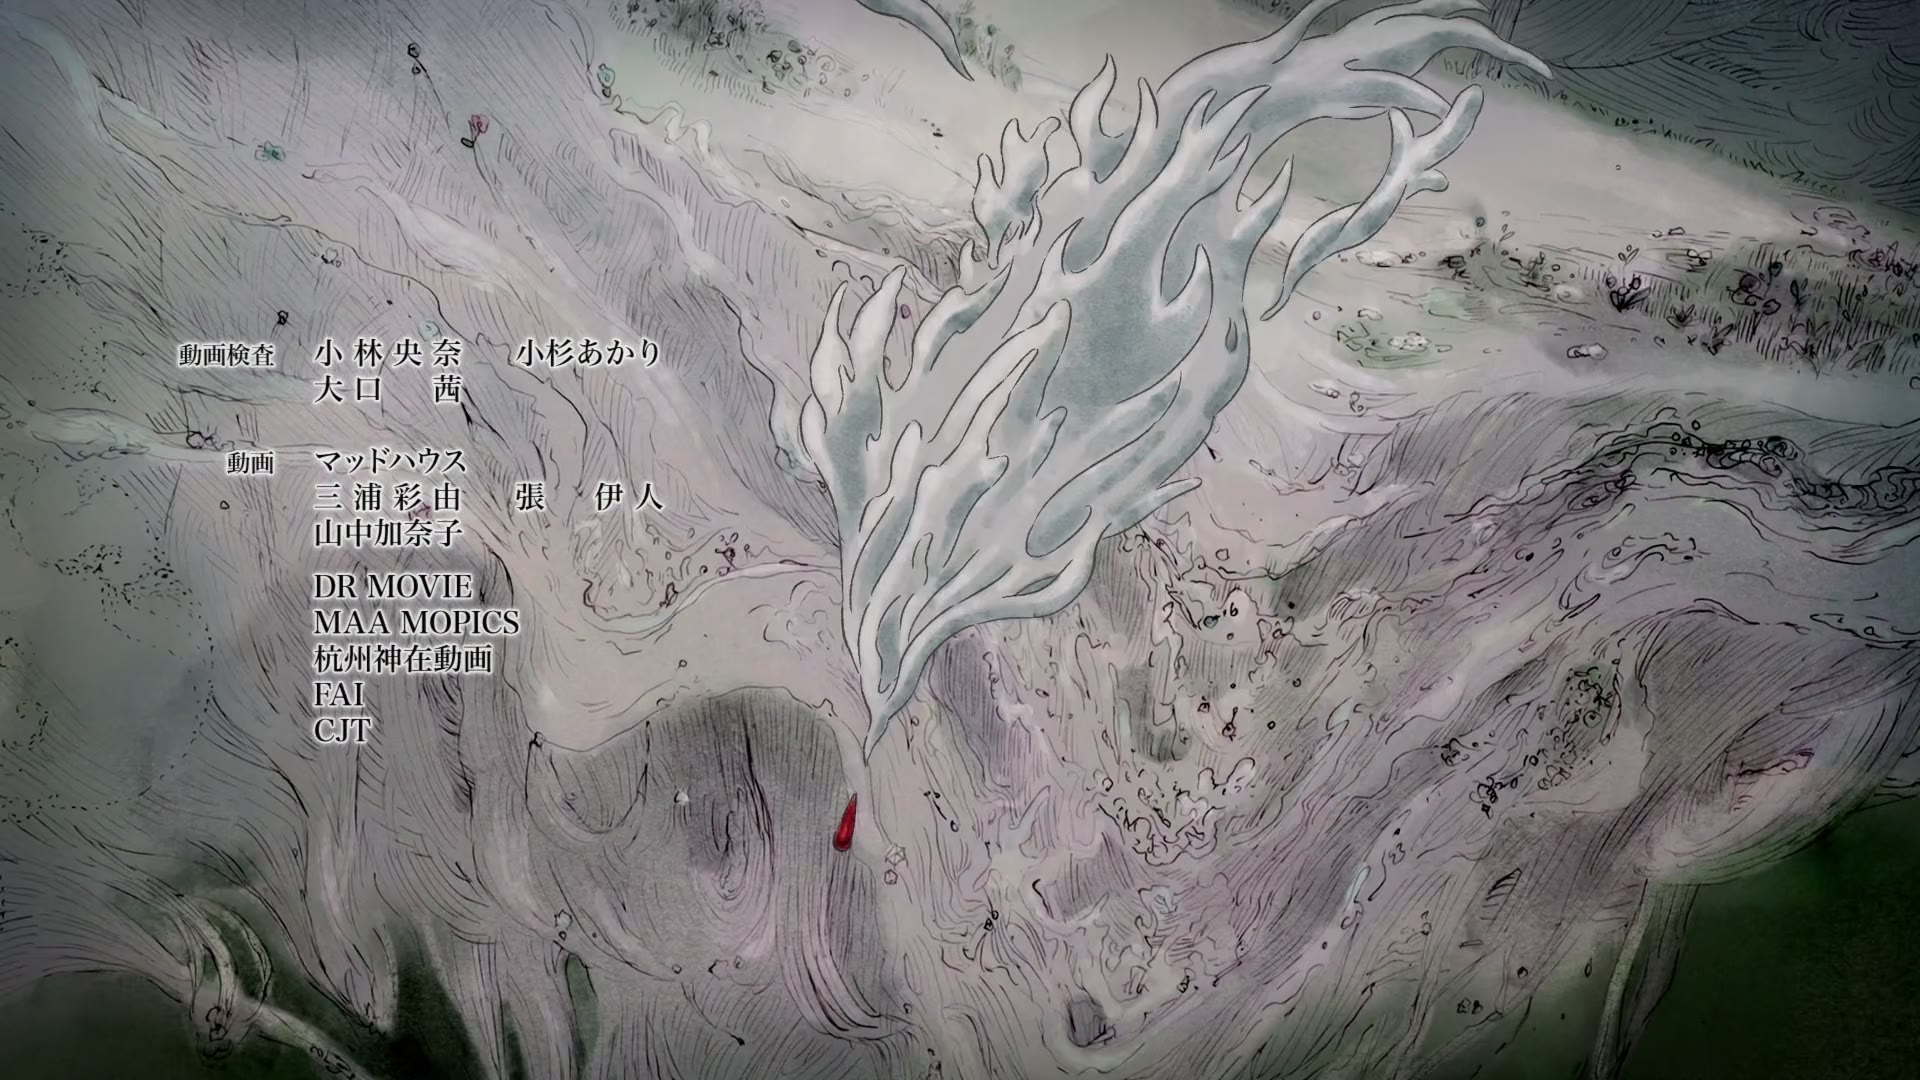 動画検査 小林央奈 小杉あかり
大口 茜
動画 マッドハウス
三浦彩由 張 伊人
山中加奈子
DR MOVIE
MAA MOPICS
杭州神在動画
FAI
CJT